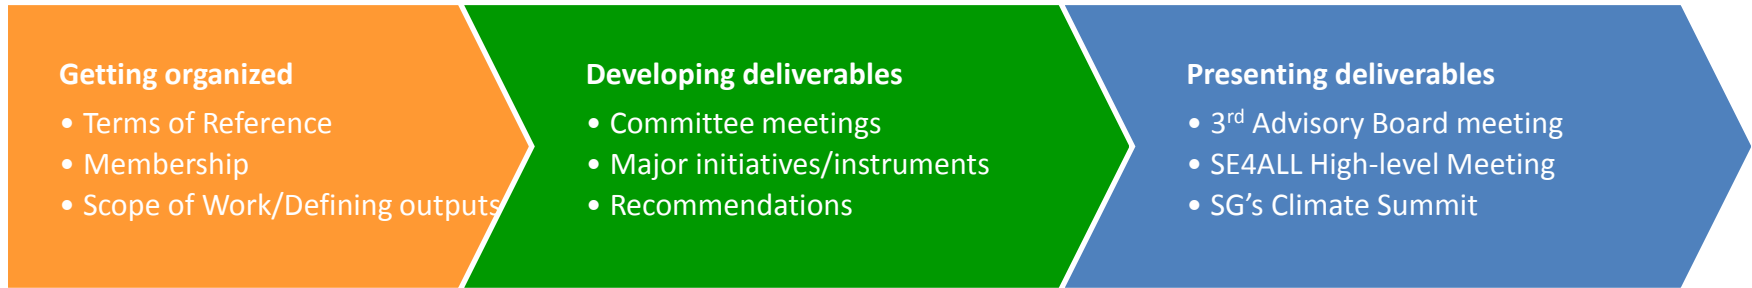 Getting organized
• Terms of Reference
• Membership
• Scope of Work/Defining outputs
Developing deliverables
• Committee meetings
• Major initiatives/instruments
• Recommendations
Presenting deliverables
• 3rd Advisory Board meeting
• SE4ALL High-level Meeting
• SG’s Climate Summit